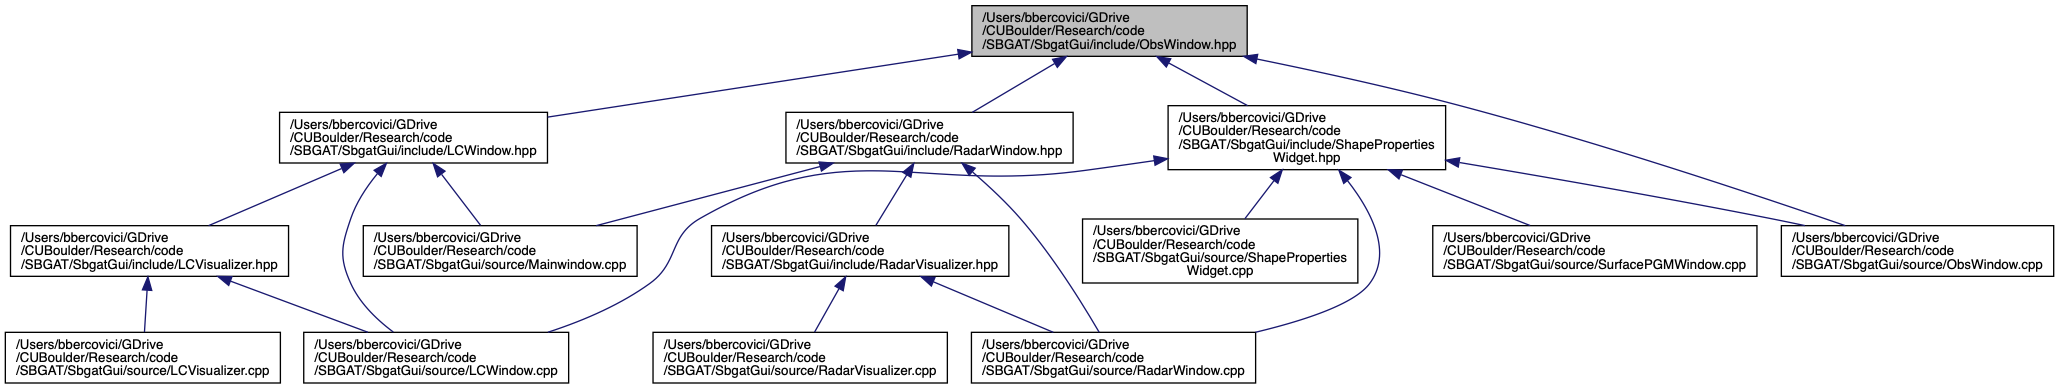 /Users/bbercovici/GDrive
/CUBoulder/Research/code
/SBGAT/SbgatGui/include/ObsWindow.hpp
/Users/bbercovici/GDrive
/CUBoulder/Research/code
/SBGAT/SbgatGui/include/LCWindow.hpp
/Users/bbercovici/GDrive
/CUBoulder/Research/code
/SBGAT/SbgatGui/include/RadarWindow.hpp
/Users/bbercovici/GDrive
/CUBoulder/Research/code
/SBGAT/SbgatGui/include/ShapeProperties
Widget.hpp
/Users/bbercovici/GDrive
/CUBoulder/Research/code
/SBGAT/SbgatGui/include/LCVisualizer.hpp
/Users/bbercovici/GDrive
/CUBoulder/Research/code
/SBGAT/SbgatGui/source/Mainwindow.cpp
/Users/bbercovici/GDrive
/CUBoulder/Research/code
/SBGAT/SbgatGui/include/RadarVisualizer.hpp
/Users/bbercovici/GDrive
/CUBoulder/Research/code
/SBGAT/SbgatGui/source/ShapeProperties
Widget.cpp
/Users/bbercovici/GDrive
/CUBoulder/Research/code
/SBGAT/SbgatGui/source/SurfacePGMWindow.cpp
/Users/bbercovici/GDrive
/CUBoulder/Research/code
/SBGAT/SbgatGui/source/ObsWindow.cpp
/Users/bbercovici/GDrive
/CUBoulder/Research/code
/SBGAT/SbgatGui/source/LCVisualizer.cpp
/Users/bbercovici/GDrive
/CUBoulder/Research/code
/SBGAT/SbgatGui/source/LCWindow.cpp
/Users/bbercovici/GDrive
/CUBoulder/Research/code
/SBGAT/SbgatGui/source/RadarVisualizer.cpp
/Users/bbercovici/GDrive
/CUBoulder/Research/code
/SBGAT/SbgatGui/source/RadarWindow.cpp